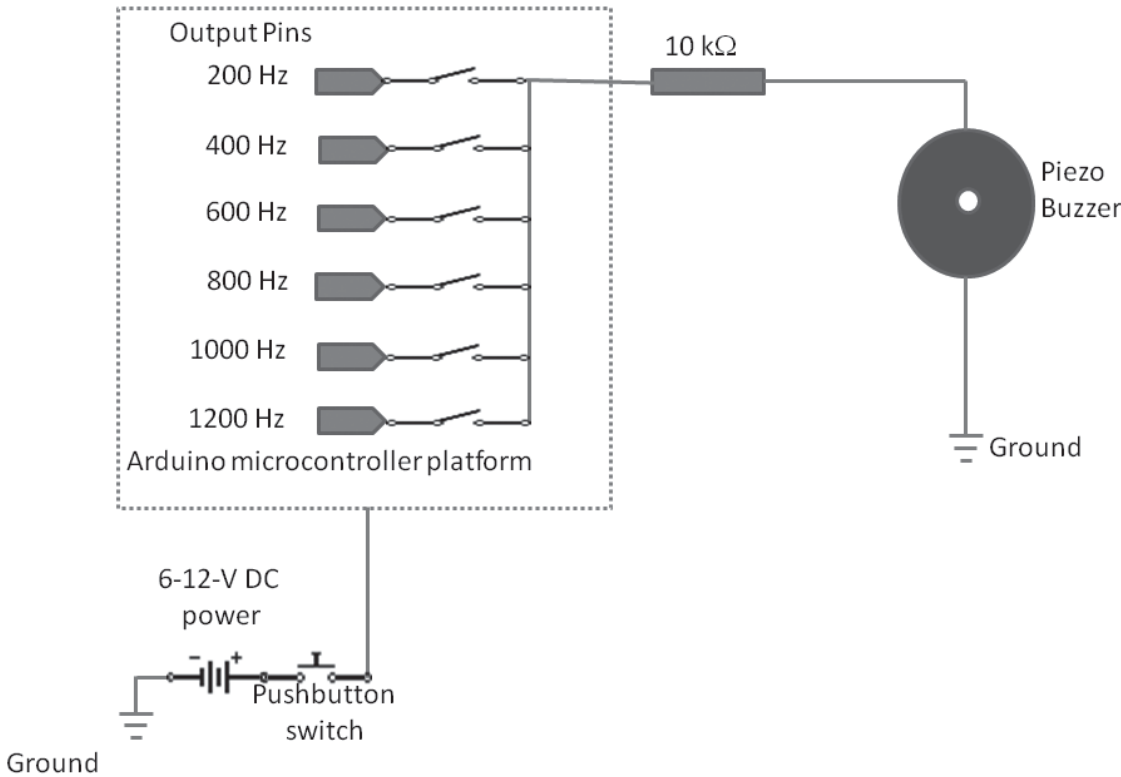 Output Pins
200 Hz
400 Hz
600 Hz
800 Hz
1000 Hz
1200 Hz
Arduino microcontroller platform
10 kΩ
Piezo
Buzzer
Ground
6-12-V DC
power
− +
Pushbutton
switch
Ground